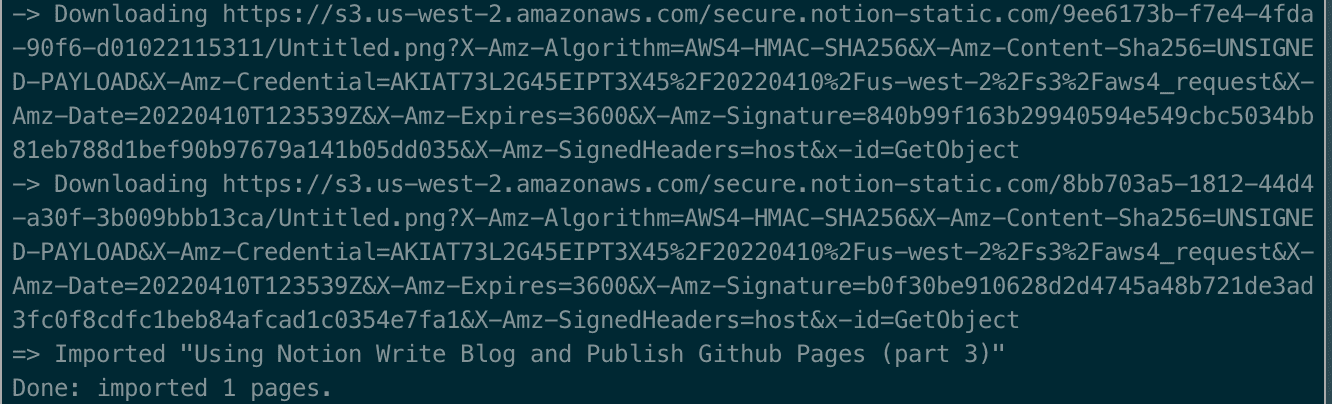 -> Downloading https://s3.us-west-2.amazonaws.com/secure.notion-static.com/9ee6173b-f7e4-4fda
-90f6-d01022115311/Untitled.png?X-Amz-Algorithm=AWS4-HMAC-SHA256&X-Amz-Content-Sha256=UNSIGNE
D-PAYLOAD&X-Amz-Credential=AKIAT73L2G45EIPT3X45%2F20220410%2Fus-west-2%2Fs3%2Faws4_request&X-
Amz-Date=20220410T123539Z&X-Amz-Expires=3600&X-Amz-Signature=840b99f163b29940594e549cbc5034bb
81eb788d1bef90b97679a141b05dd035&X-Amz-SignedHeaders=host&x-id=GetObject
-> Downloading https://s3.us-west-2.amazonaws.com/secure.notion-static.com/8bb703a5-1812-44d4
-a30f-3b009bbb13ca/Untitled.png?X-Amz-Algorithm=AWS4-HMAC-SHA256&X-Amz-Content-Sha256=UNSIGNE
D-PAYLOAD&X-Amz-Credential=AKIAT73L2G45EIPT3X45%2F20220410%2Fus-west-2%2Fs3%2Faws4_request&X-
Amz-Date=20220410T123539Z&X-Amz-Expires=3600&X-Amz-Signature=b0f30be910628d2d4745a48b721de3ad
3fc0f8cdfc1beb84afcad1c0354e7fa1&X-Amz-SignedHeaders=host&x-id=GetObject
=> Imported "Using Notion Write Blog and Publish Github Pages (part 3)"
Done: imported 1 pages.